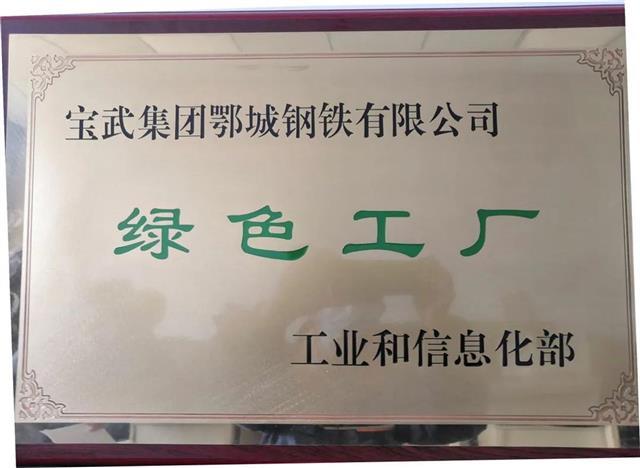 宝武集团鄂城钢铁有限公司
绿色工厂
工业和信息化部